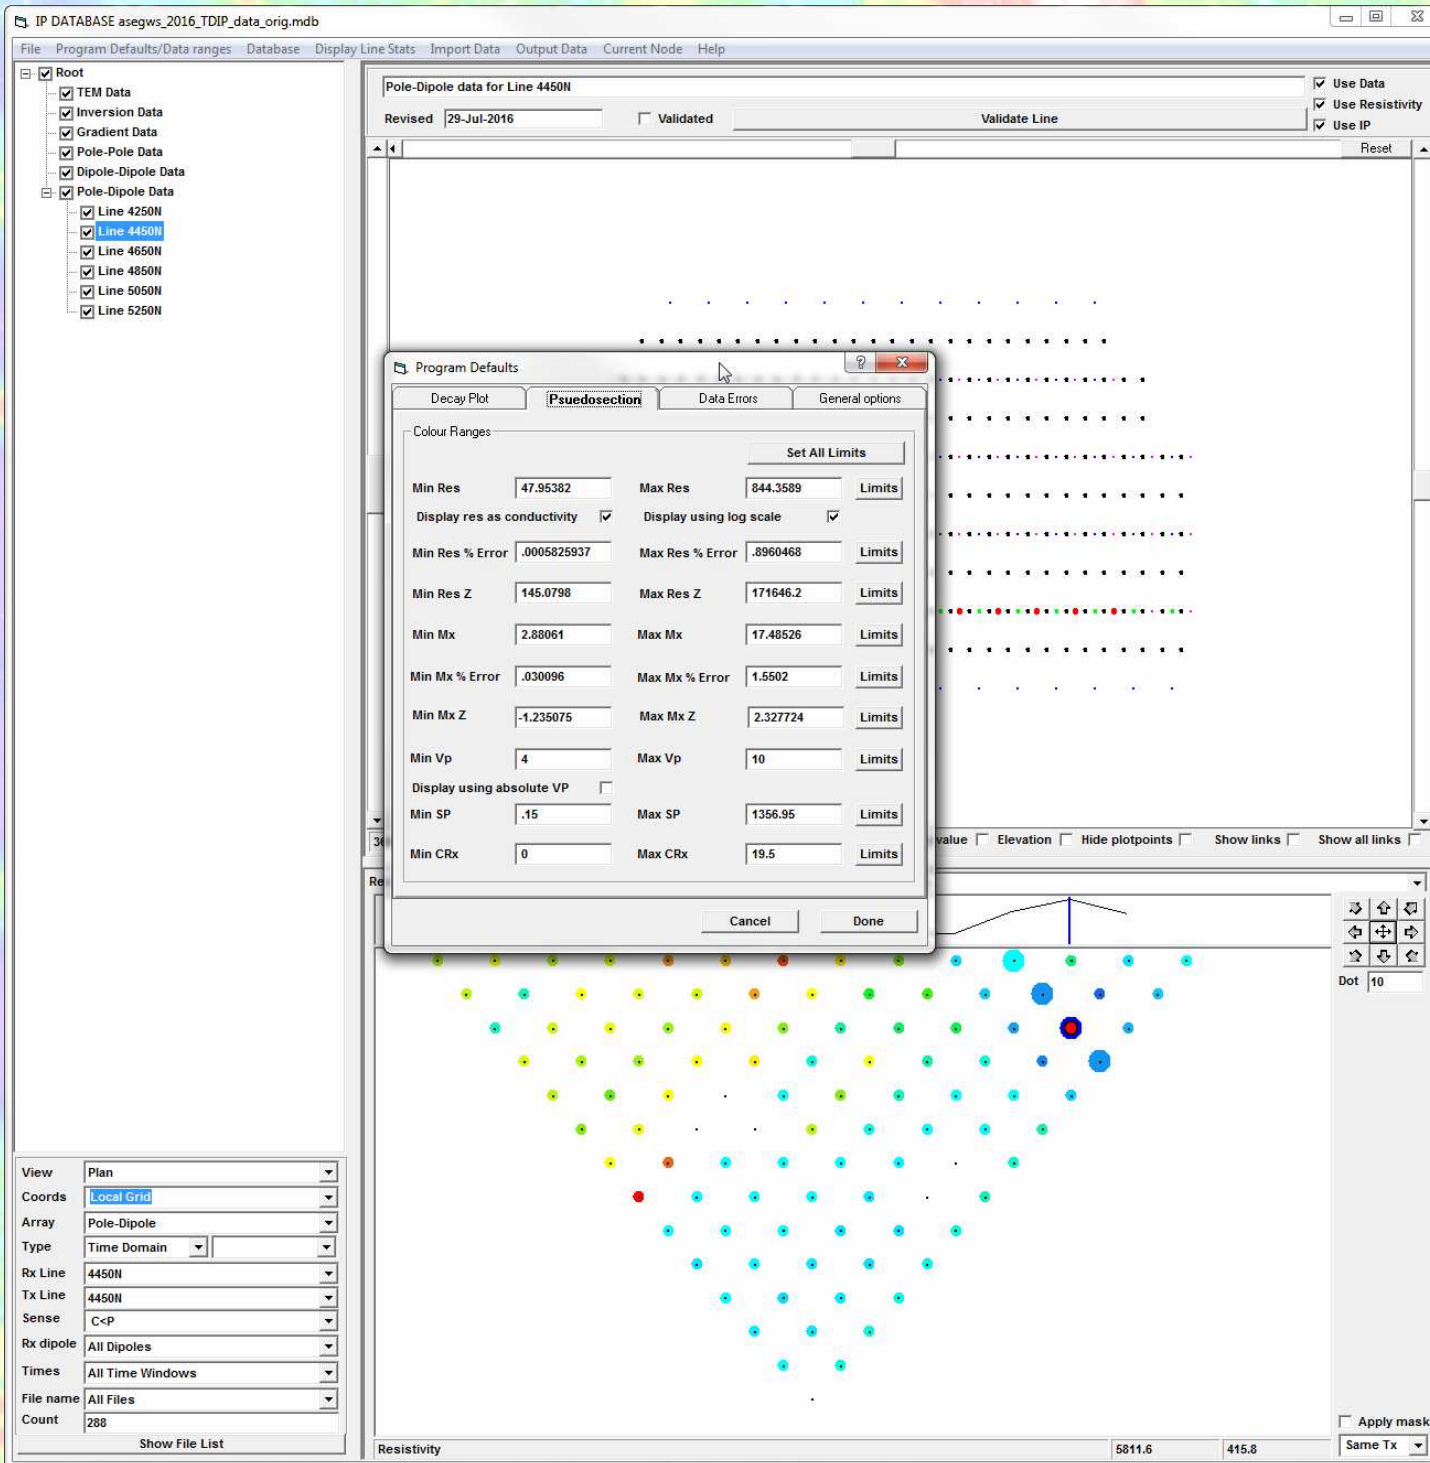 IP DATABASE asegws_2016_TDIP_data_orig.mdb
File Program Defaults/Data ranges Database Display Line Stats Import Data Output Data Current Node Help
Root
TEM Data
Inversion Data
Gradient Data
Pole-Pole Data
Dipole-Dipole Data
Pole-Dipole Data
Line 4250N
Line 4450N
Line 4650N
Line 4850N
Line 5050N
Line 5250N
Pole-Dipole data for Line 4450N
Use Data
Use Resistivity
Use IP
Revised 29-Jul-2016 Validated Validate Line
Reset
Program Defaults
Decay Plot Psuedosection Data Errors General options
Colour Ranges
Set All Limits
Min Res 47.95382 Max Res 844.3589 Limits
Display res as conductivity Display using log scale
Min Res % Error .0005825937 Max Res % Error .8960468 Limits
Min Res Z 145.0798 Max Res Z 171646.2 Limits
Min Mx 2.88061 Max Mx 17.48526 Limits
Min Mx % Error .030096 Max Mx % Error 1.5502 Limits
Min Mx Z -1.235075 Max Mx Z 2.327724 Limits
Min Vp 4 Max Vp 10 Limits
Display using absolute VP
Min SP .15 Max SP 1356.95 Limits
Min CRx 0 Max CRx 19.5 Limits
Cancel Done
value Elevation Hide plotpoints Show links Show all links
Re
Dot 10
View Plan
Coords Local Grid
Array Pole-Dipole
Type Time Domain
Rx Line 4450N
Tx Line 4450N
Sense C<P
Rx dipole All Dipoles
Times All Time Windows
File name All Files
Count 288
Show File List
Apply mask
Same Tx
Resistivity 5811.6 415.8